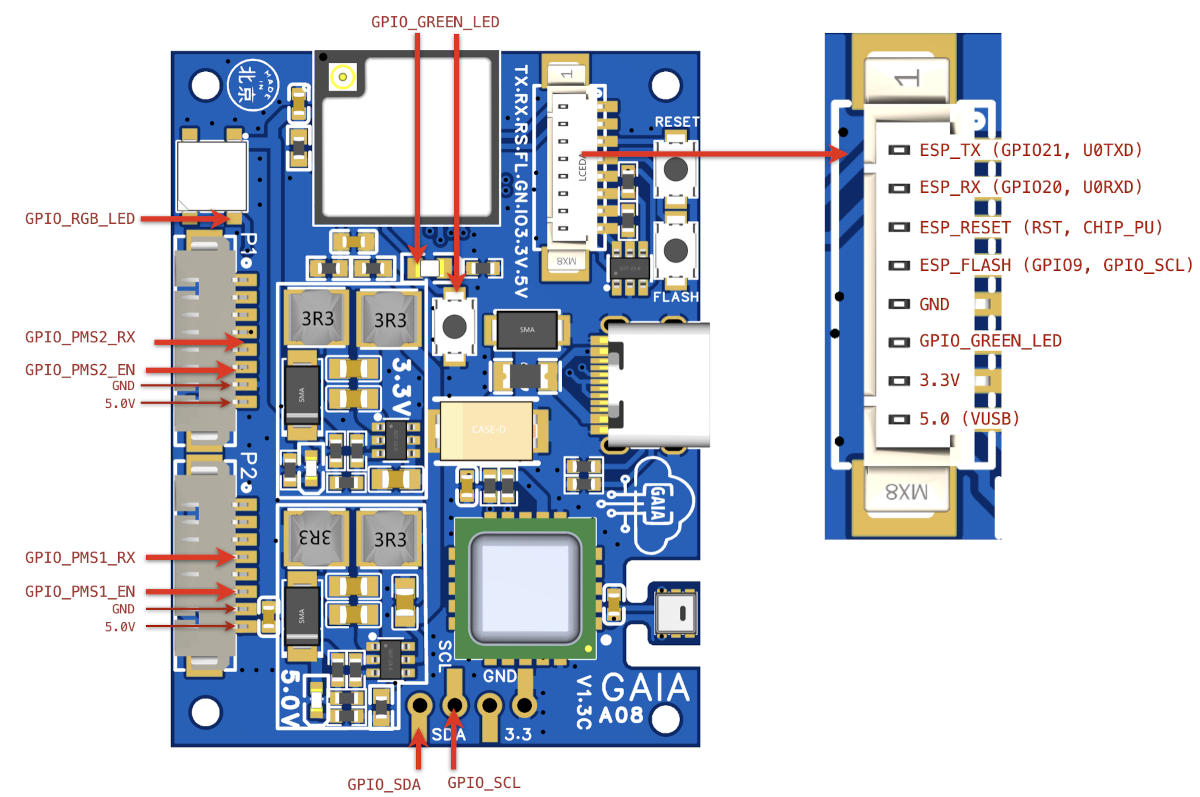 GPIO_GREEN_LED
MADE
IN
北京
TX.RX.RS.FL.GN.IO3.3V.5V
1
LCEDA
MX8
RESET
FLASH
GPIO_RGB_LED
P1
GPIO_PMS2_RX
GPIO_PMS2_EN
GND
5.0V
3R3
3R3
SMA
3.3V
SMA
CASE-D
P2
GPIO_PMS1_RX
GPIO_PMS1_EN
GND
5.0V
3R3
3R3
SMA
5.0V
GAIA
SCL
GND
SDA
3.3
V1.3C
GAIA
A08
GPIO_SDA
GPIO_SCL
1
ESP_TX (GPIO21, U0TXD)
ESP_RX (GPIO20, U0RXD)
ESP_RESET (RST, CHIP_PU)
ESP_FLASH (GPIO9, GPIO_SCL)
GND
GPIO_GREEN_LED
3.3V
5.0 (VUSB)
MX8